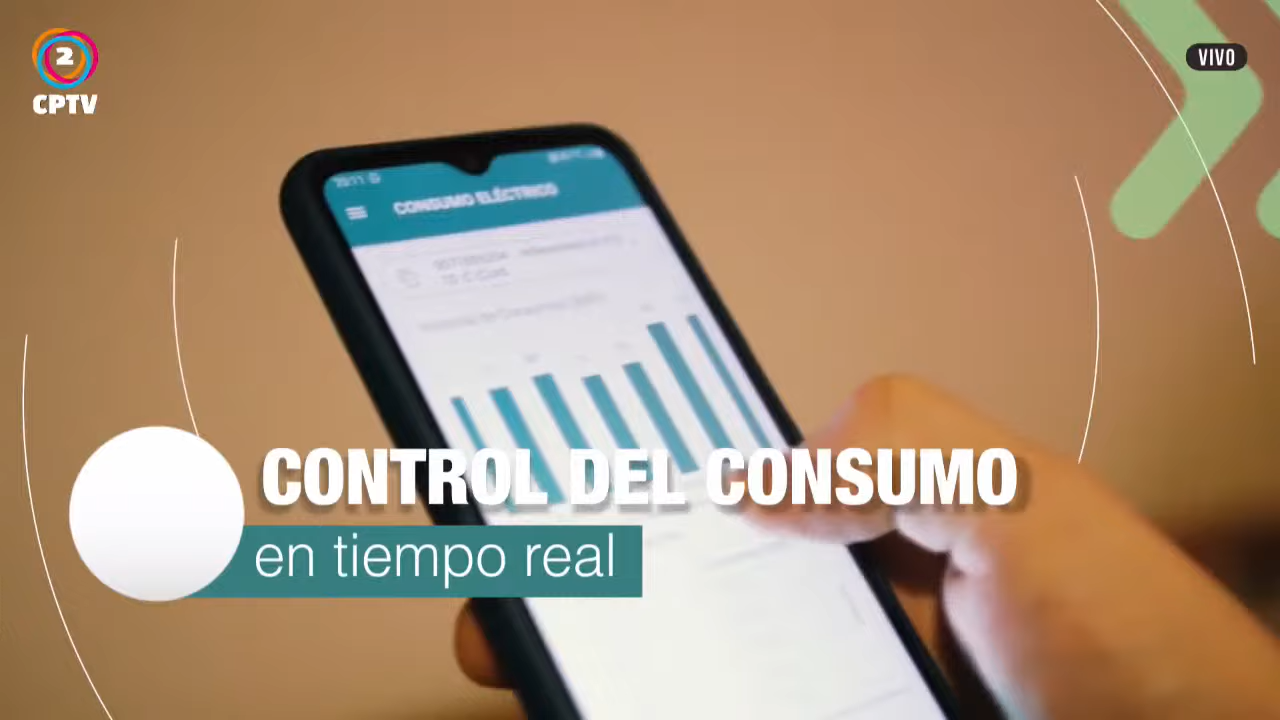 2
CPTV
VIVO
CONSUMO ELÉCTRICO
CONTROL DEL CONSUMO
en tiempo real